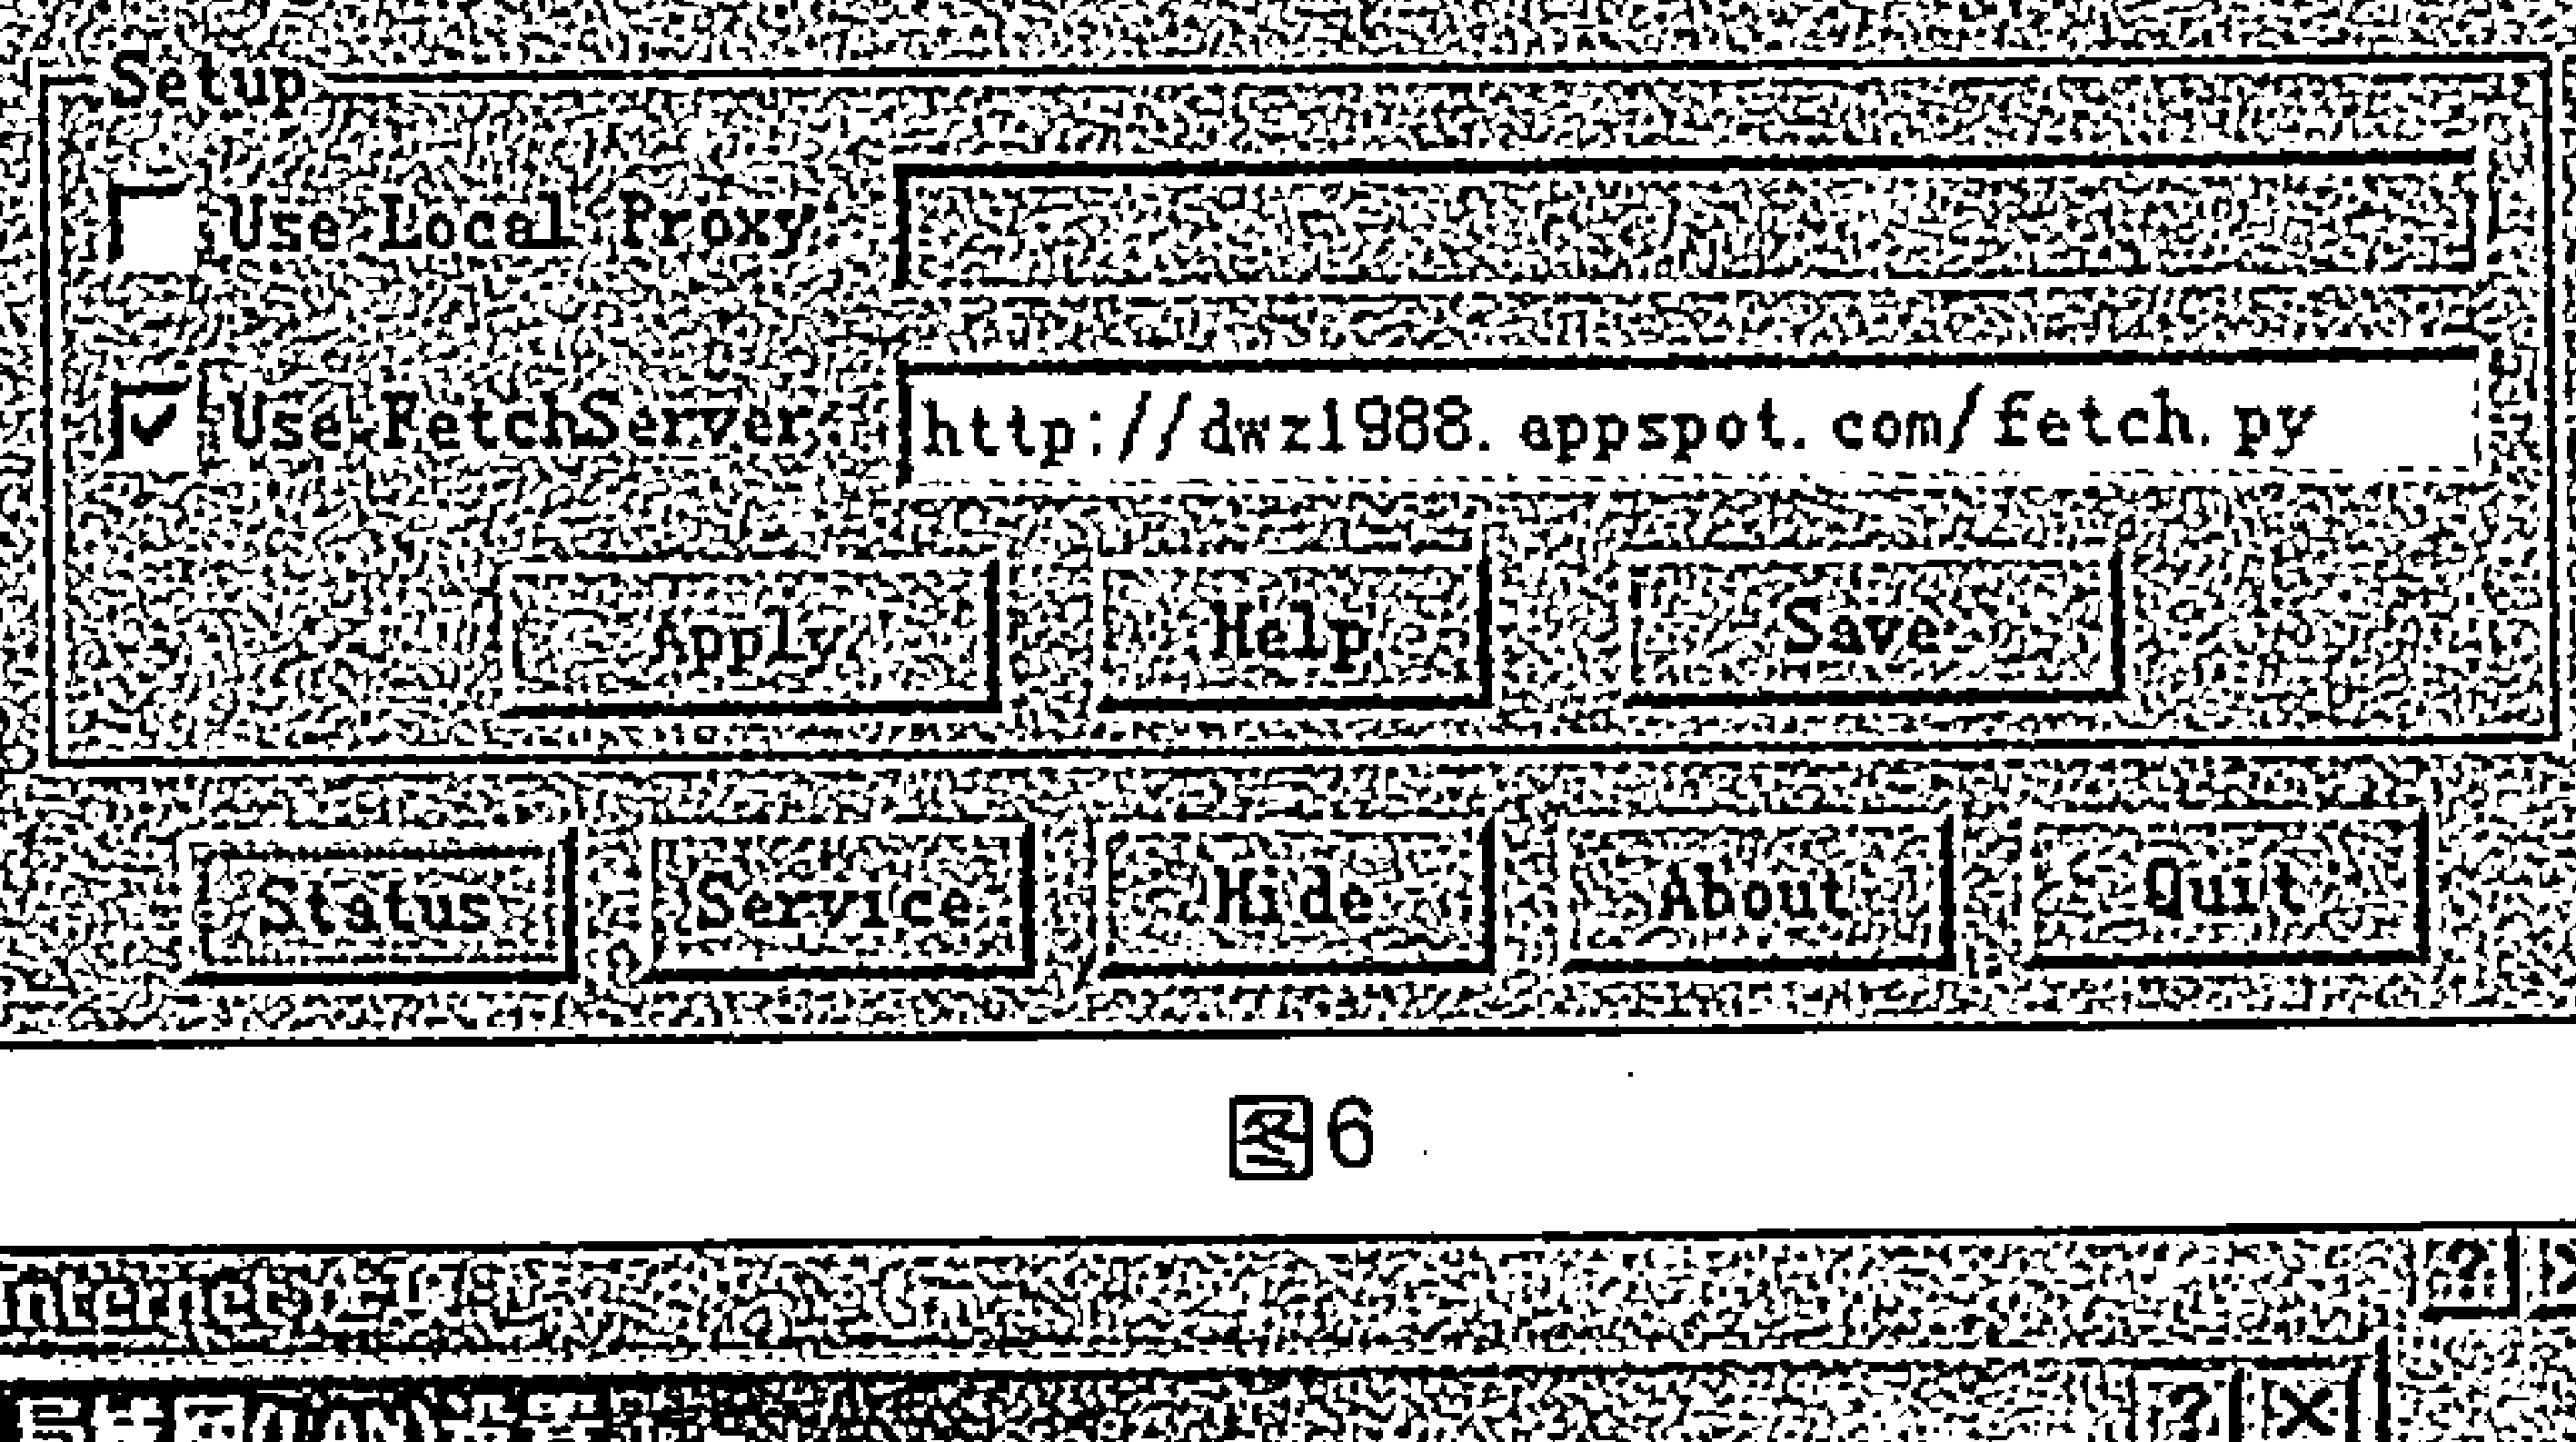 Setup
Use Local Proxy
Use FetchServer http://dwz1988.appspot.com/fetch.py
Apply Help Save
Status Service Hide About Quit
图6